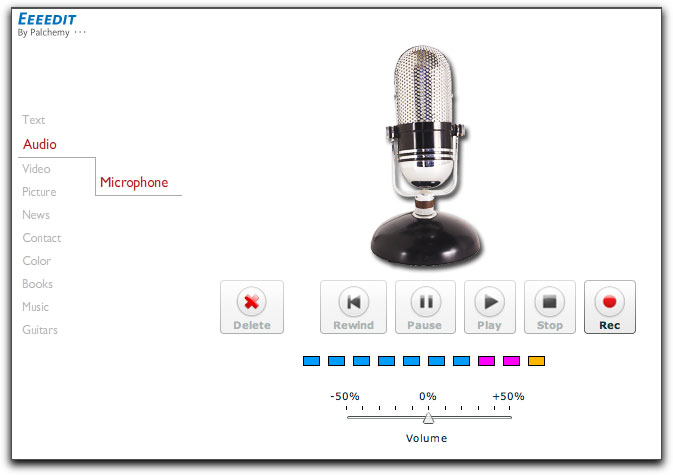 EEEEDIT
By Palchemy ···
Text
Audio
Video
Microphone
Picture
News
Contact
Color
Books
Music
Guitars
Delete
Rewind
Pause
Play
Stop
Rec
-50%
0%
+50%
Volume